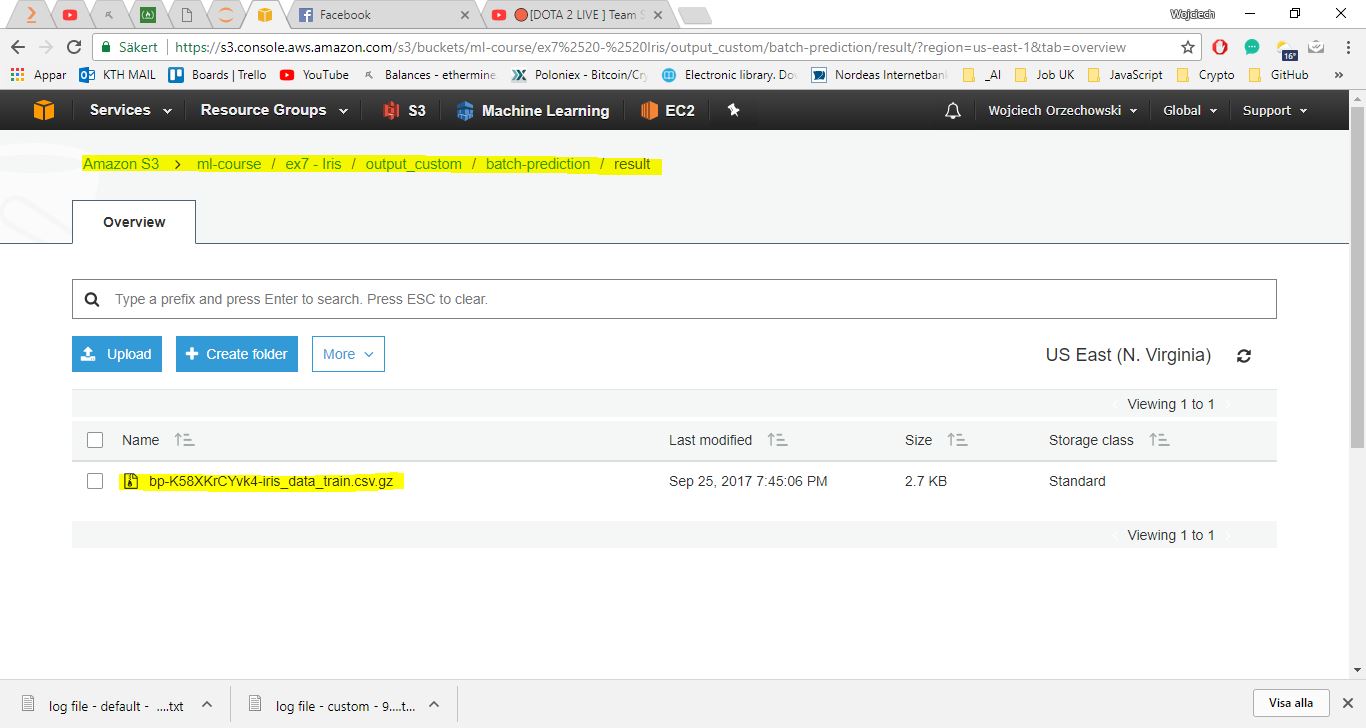 Facebook
[DOTA 2 LIVE ] Team S
Wojciech
Säkert
https://s3.console.aws.amazon.com/s3/buckets/ml-course/ex7%2520-%2520Iris/output_custom/batch-prediction/result/?region=us-east-1&tab=overview
16°
Appar KTH MAIL Boards | Trello YouTube Balances - ethermine Poloniex - Bitcoin/Cry Electronic library. Do Nordeas Internetban _AI Job UK JavaScript Crypto GitHub »
Services Resource Groups S3 Machine Learning EC2 Wojciech Orzechowski Global Support
Amazon S3 > ml-course / ex7 - Iris / output_custom / batch-prediction / result
Overview
Type a prefix and press Enter to search. Press ESC to clear.
Upload + Create folder More US East (N. Virginia)
Viewing 1 to 1
Name Last modified Size Storage class
bp-K58XKrCYvk4-iris_data_train.csv.gz Sep 25, 2017 7:45:06 PM 2.7 KB Standard
Viewing 1 to 1
log file - default - ....txt log file - custom - 9....t... Visa alla